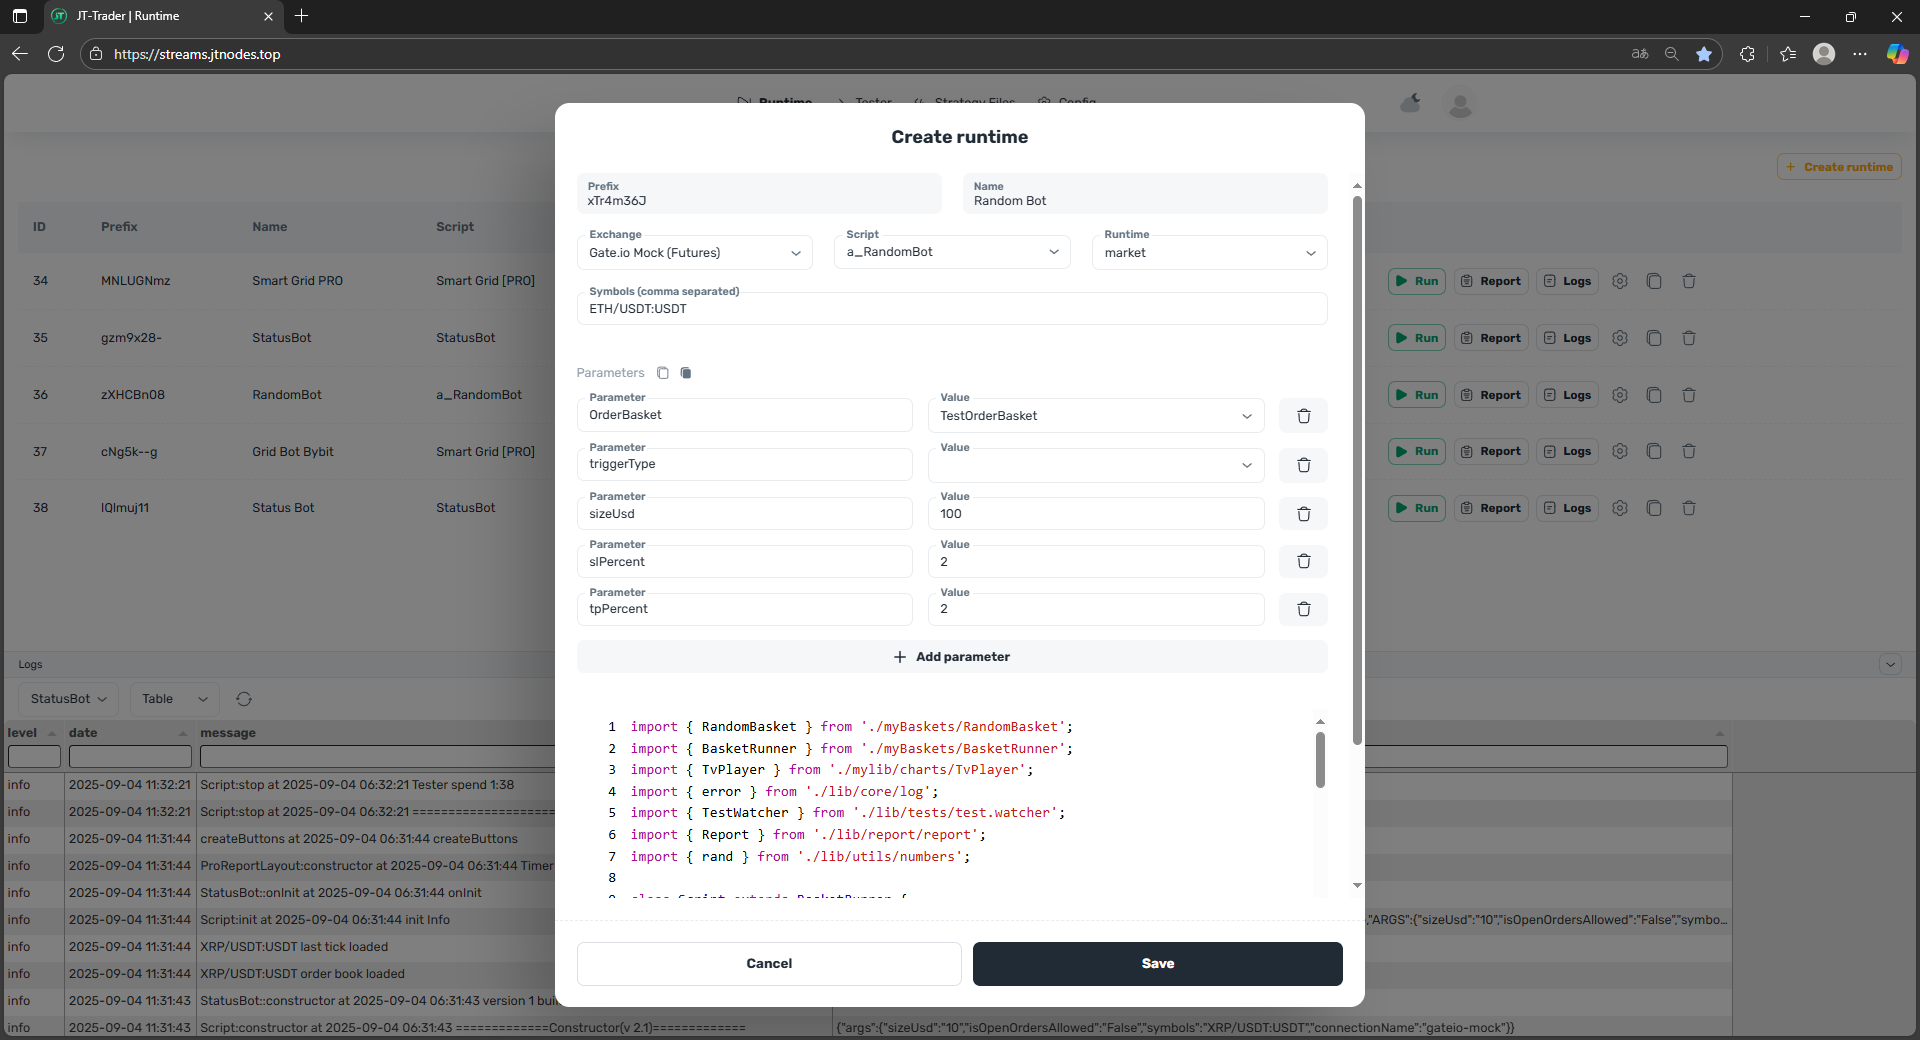 JT-Trader | Runtime
https://streams.jtnodes.top
Runtime Tester Strategy Files Config
Create runtime
Create runtime
Prefix
xTr4m36J
Name
Random Bot
Exchange
Gate.io Mock (Futures)
Script
a_RandomBot
Runtime
market
Symbols (comma separated)
ETH/USDT:USDT
Parameters
Parameter
OrderBasket
Value
TestOrderBasket
Parameter
triggerType
Value
Parameter
sizeUsd
Value
100
Parameter
slPercent
Value
2
Parameter
tpPercent
Value
2
Add parameter
1 import { RandomBasket } from './myBaskets/RandomBasket';
2 import { BasketRunner } from './myBaskets/BasketRunner';
3 import { TvPlayer } from './mylib/charts/TvPlayer';
4 import { error } from './lib/core/log';
5 import { TestWatcher } from './lib/tests/test.watcher';
6 import { Report } from './lib/report/report';
7 import { rand } from './lib/utils/numbers';
8
9 class Script extends BasketRunner {
Cancel
Save
ID Prefix Name Script
34 MNLUGNmz Smart Grid PRO Smart Grid [PRO] Run Report Logs
35 gzm9x28- StatusBot StatusBot Run Report Logs
36 zXHCBn08 RandomBot a_RandomBot Run Report Logs
37 cNg5k--g Grid Bot Bybit Smart Grid [PRO] Run Report Logs
38 Status Bot StatusBot Run Report Logs
Logs
StatusBot Table
level date message
info 2025-09-04 11:32:21 Script:stop at 2025-09-04 06:32:21 Tester spend 1:38
info 2025-09-04 11:32:21 Script:stop at 2025-09-04 06:32:21 ====================
info 2025-09-04 11:31:44 createButtons at 2025-09-04 06:31:44 createButtons
info 2025-09-04 11:31:44 ProReportLayout:constructor at 2025-09-04 06:31:44 Timer
info 2025-09-04 11:31:44 StatusBot::onInit at 2025-09-04 06:31:44 onInit
info 2025-09-04 11:31:44 Script:init at 2025-09-04 06:31:44 init Info ,"ARGS":{"sizeUsd":"10","isOpenOrdersAllowed":"False","symbo...
info 2025-09-04 11:31:44 XRP/USDT:USDT last tick loaded
info 2025-09-04 11:31:44 XRP/USDT:USDT order book loaded
info 2025-09-04 11:31:43 StatusBot::constructor at 2025-09-04 06:31:43 version 1 bui
info 2025-09-04 11:31:43 Script:constructor at 2025-09-04 06:31:43 =============Constructor(v 2.1)============= {"args":{"sizeUsd":"10","isOpenOrdersAllowed":"False","symbols":"XRP/USDT:USDT","connectionName":"gateio-mock"}}